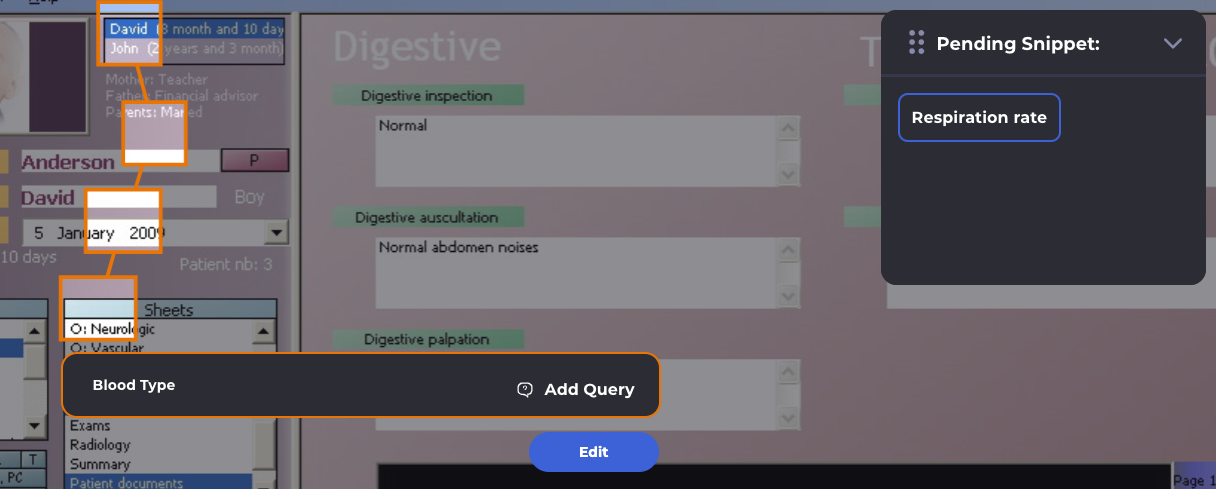 Help
David (3 month and 10 day
John (2 years and 3 month)
Mother: Teacher
Father: Financial advisor
Parents: Maried
Anderson
P
David
Boy
5 January 2009
10 days
Patient nb: 3
Sheets
O: Neurologic
O: Vascular
Blood Type
Add Query
Edit
Exams
Radiology
Summary
Patient documents
T
, PC
Digestive
Digestive inspection
Normal
Digestive auscultation
Normal abdomen noises
Digestive palpation
T
Pending Snippet:
Respiration rate
Page 1